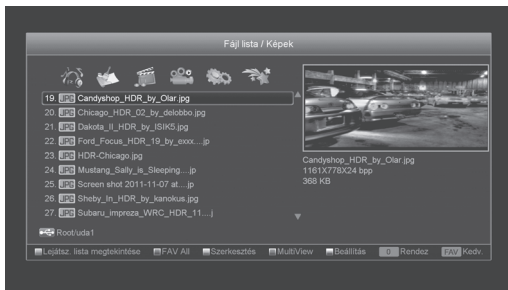 Fájl lista / Képek
19. JPG Candyshop_HDR_by_Olar.jpg
20. JPG Chicago_HDR_02_by_delobbo.jpg
21. JPG Dakota_II_HDR_by_ISIK5.jpg
22. JPG Ford_Focus_HDR_19_by_exxx....jp
23. JPG HDR-Chicago.jpg
24. JPG Mustang_Sally_is_Sleeping....jp
25. JPG Screen shot 2011-11-07 at....jp
26. JPG Sheby_In_HDR_by_kanokus.jpg
27. JPG Subaru_impreza_WRC_HDR_11....j
Candyshop_HDR_by_Olar.jpg
1161X778X24 bpp
368 KB
Root/uda1
Lejátsz. lista megtekintése FAV All Szerkesztés MultiView Beállítás 0 Rendez FAV Kedv.